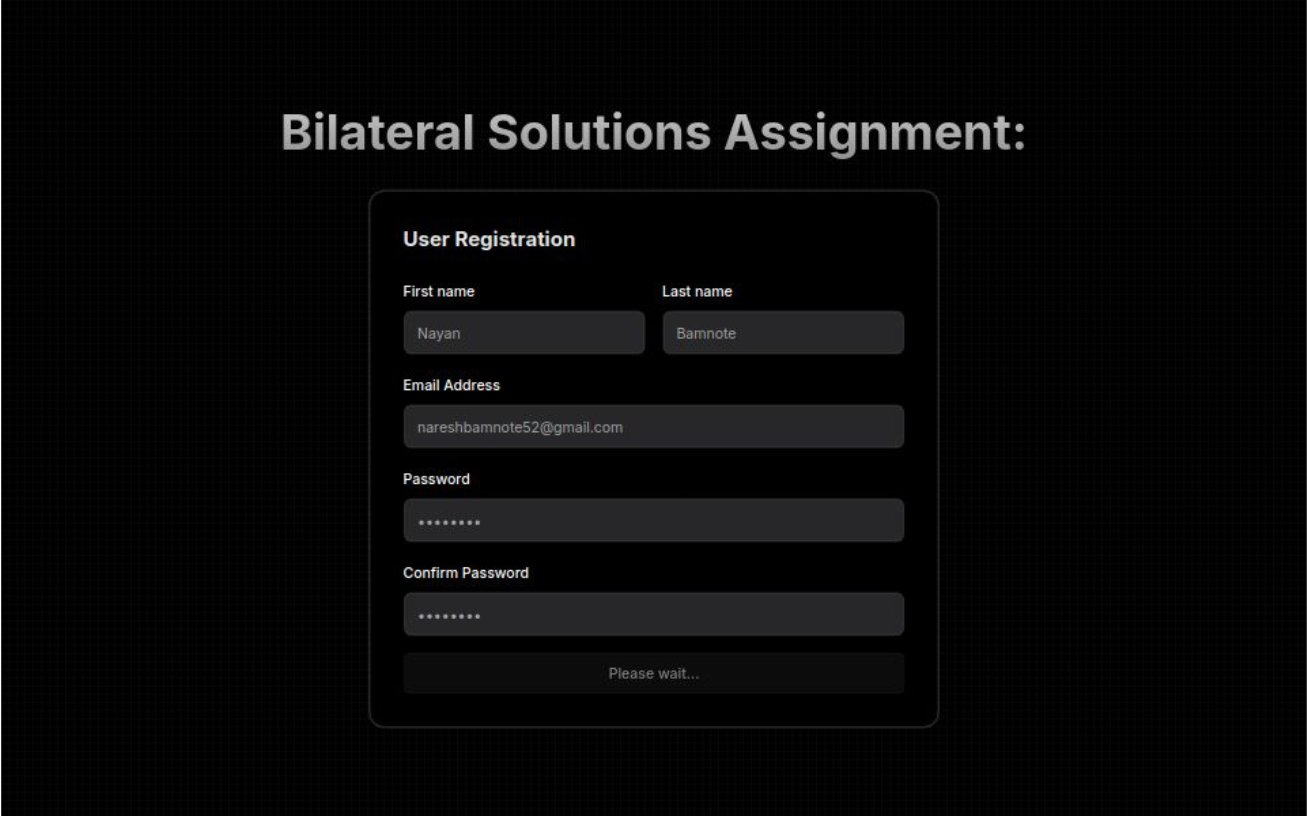 Bilateral Solutions Assignment:
User Registration
First name Last name
Nayan Bamnote
Email Address
nareshbamnote52@gmail.com
Password
••••••••
Confirm Password
••••••••
Please wait...